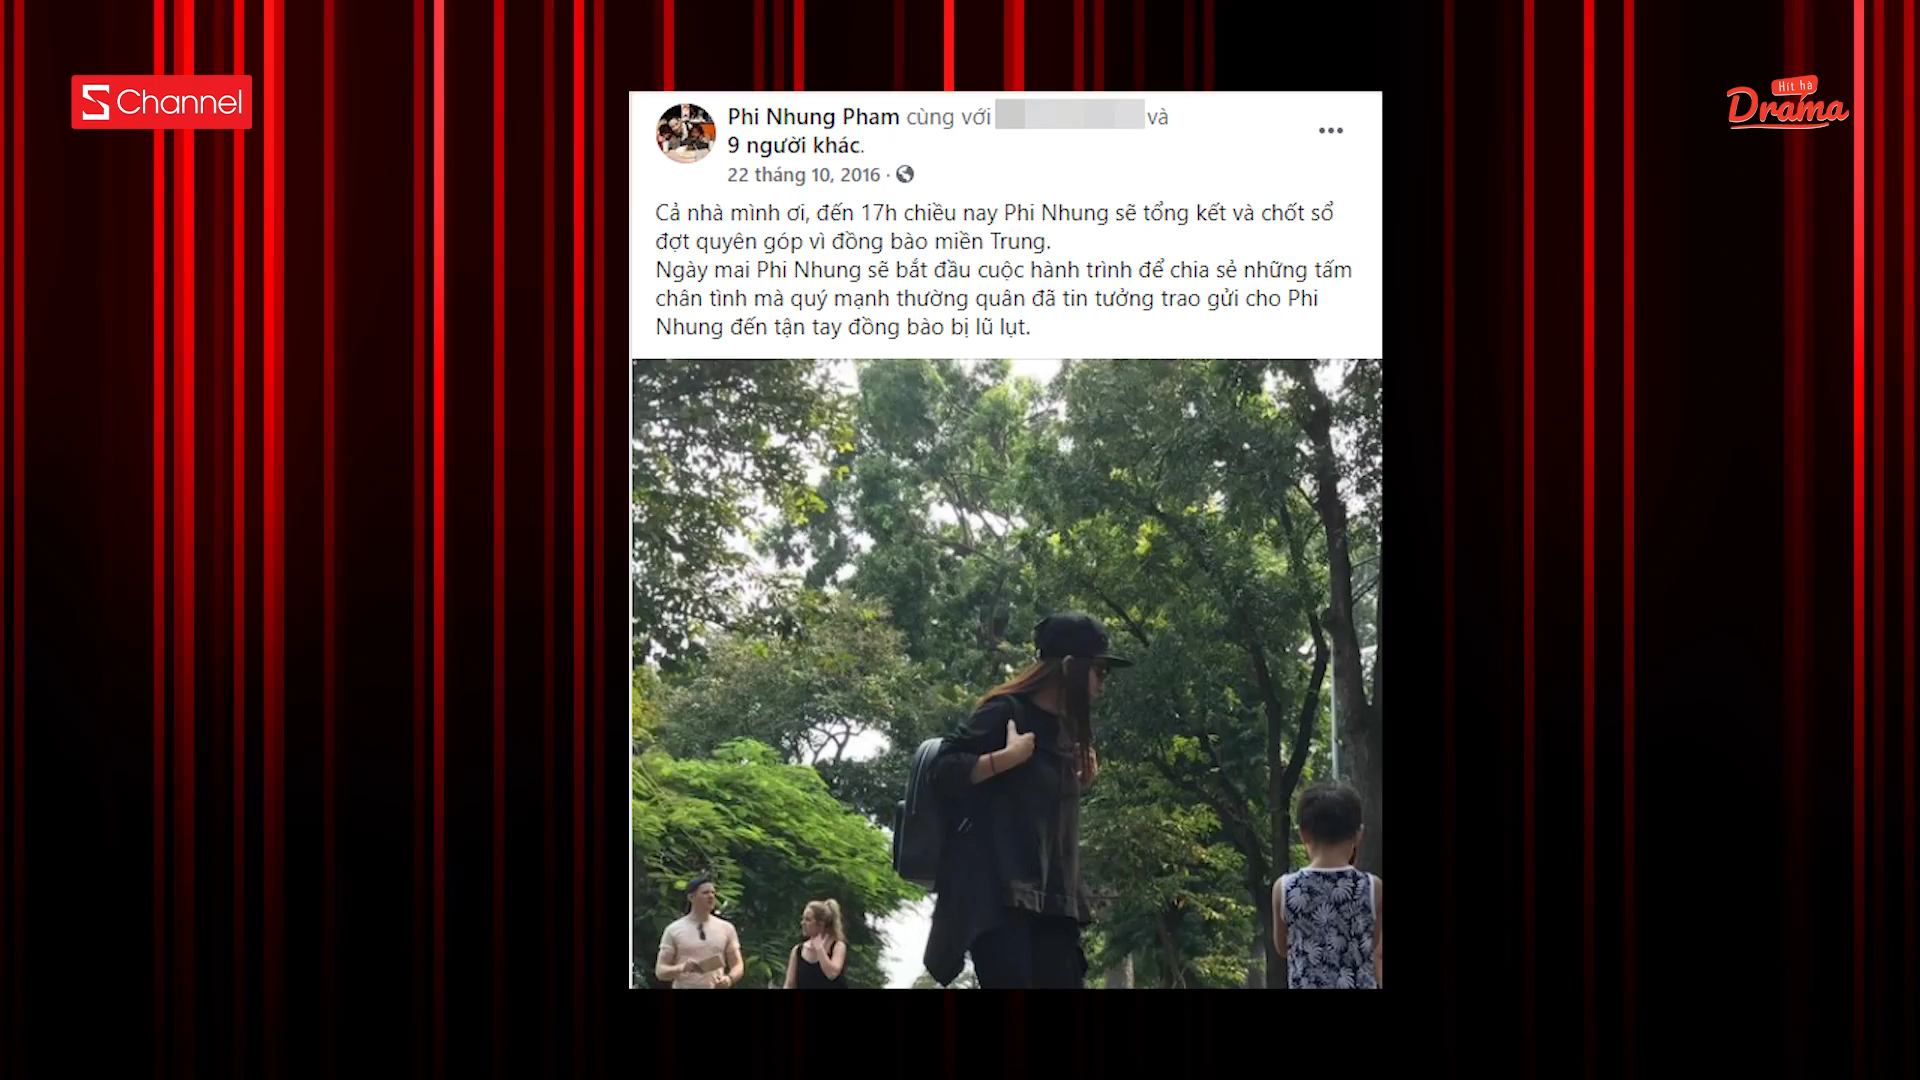 S Channel
Hít hà
Drama
Phi Nhung Pham cùng với và
9 người khác.
22 tháng 10, 2016 ·
Cả nhà mình ơi, đến 17h chiều nay Phi Nhung sẽ tổng kết và chốt sổ
đợt quyên góp vì đồng bào miền Trung.
Ngày mai Phi Nhung sẽ bắt đầu cuộc hành trình để chia sẻ những tấm
chân tình mà quý mạnh thường quân đã tin tưởng trao gửi cho Phi
Nhung đến tận tay đồng bào bị lũ lụt.